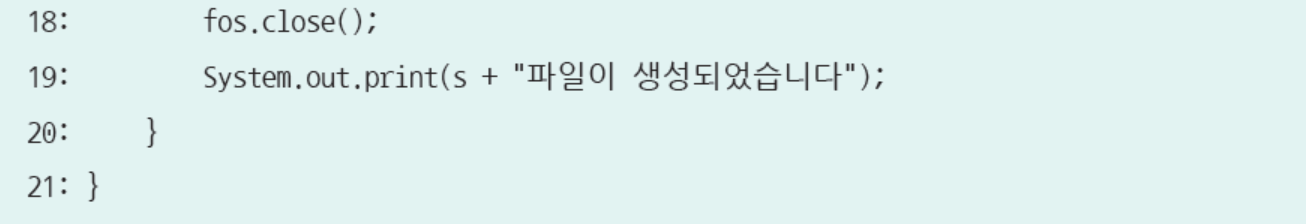 18: fos.close();
19: System.out.print(s + "파일이 생성되었습니다");
20: }
21: }